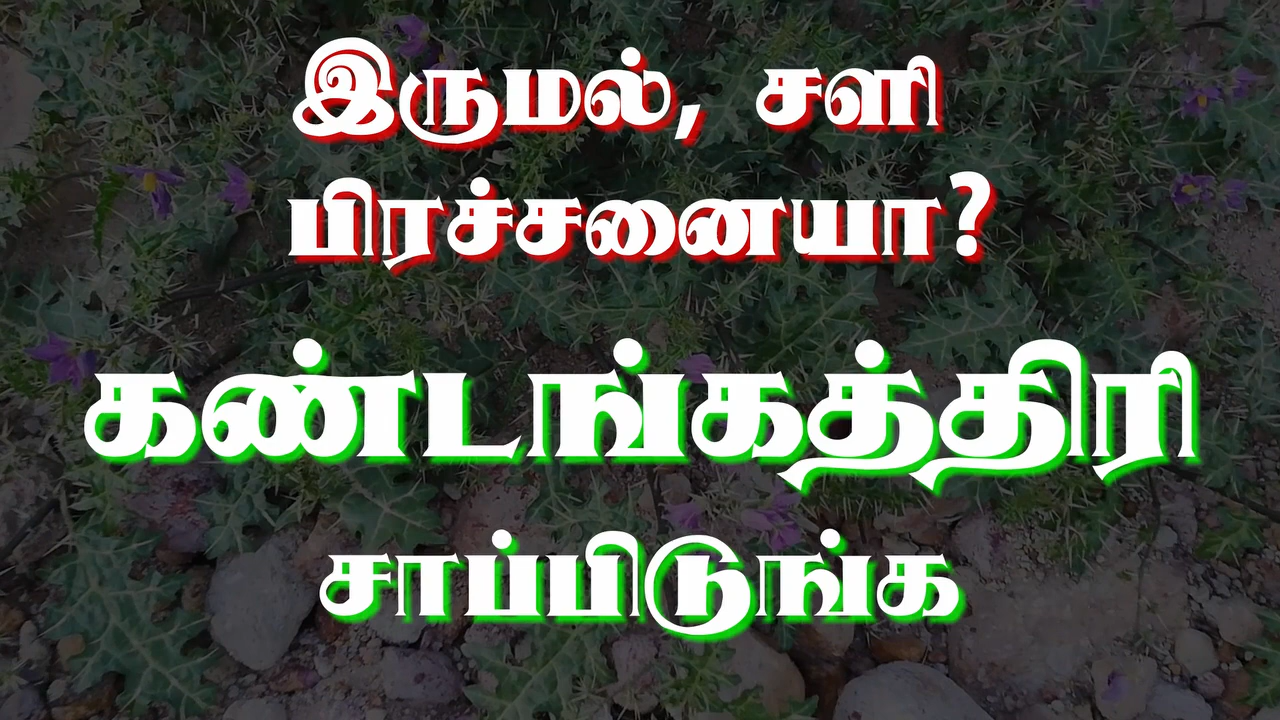 இருமல், சளி
பிரச்சனையா?
கண்டங்கத்திரி
சாப்பிடுங்க